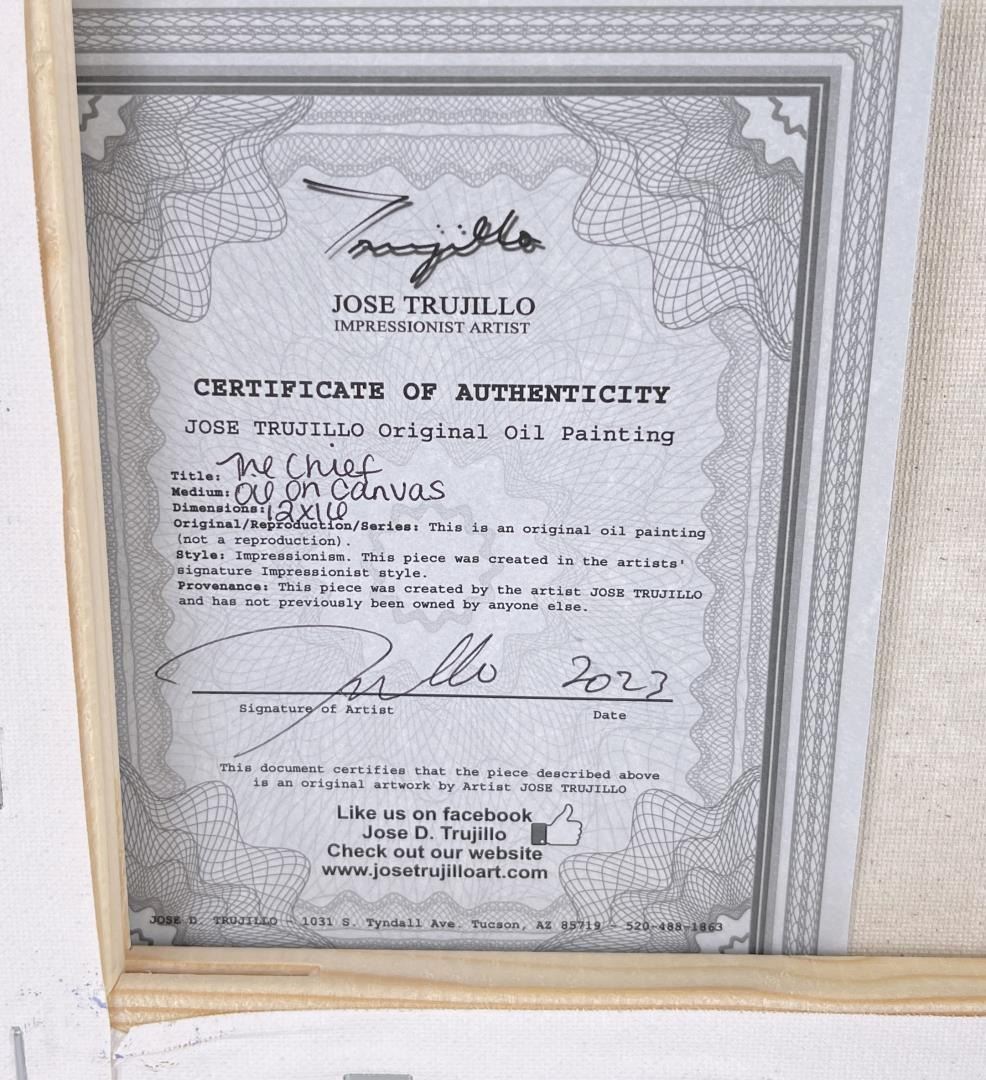 Trujillo
JOSE TRUJILLO
IMPRESSIONIST ARTIST
CERTIFICATE OF AUTHENTICITY
JOSE TRUJILLO Original Oil Painting
Title: The Chief
Medium: Oil on Canvas
Dimensions: 12x16
Original/Reproduction/Series: This is an original oil painting
(not a reproduction).
Style: Impressionism. This piece was created in the artists'
signature Impressionist style.
Provenance: This piece was created by the artist JOSE TRUJILLO
and has not previously been owned by anyone else.
Trujillo 2023
Signature of Artist Date
This document certifies that the piece described above
is an original artwork by Artist JOSE TRUJILLO
Like us on facebook
Jose D. Trujillo
Check out our website
www.josetrujilloart.com
JOSE D. TRUJILLO - 1031 S. Tyndall Ave. Tucson, AZ 85719 - 520-488-1863